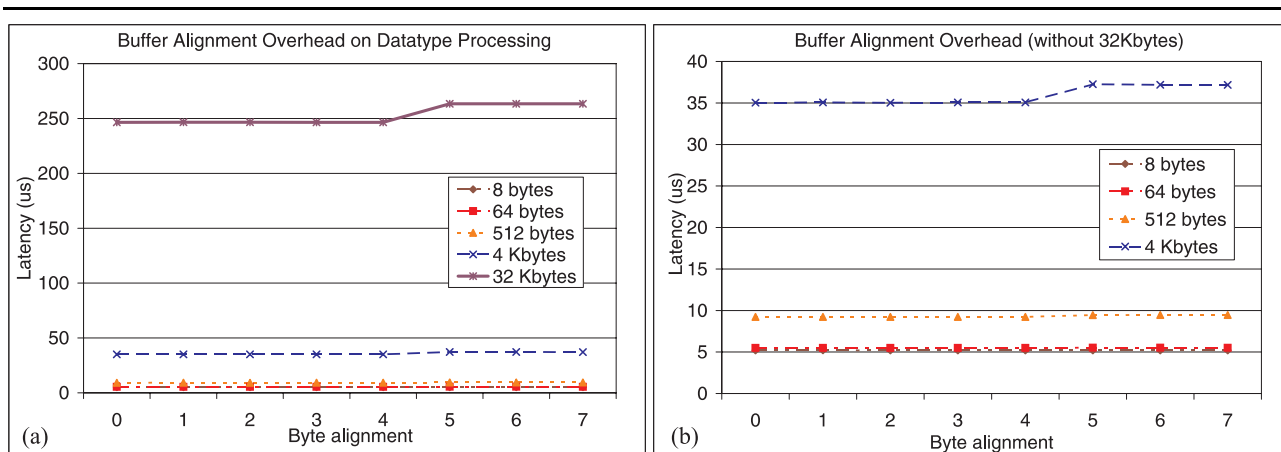 Buffer Alignment Overhead on Datatype Processing
300
250
200
150
100
50
0
Latency (us)
8 bytes
64 bytes
512 bytes
4 Kbytes
32 Kbytes
0 1 2 3 4 5 6 7
Byte alignment
(a)
Buffer Alignment Overhead (without 32Kbytes)
40
35
30
25
20
15
10
5
0
Latency (us)
8 bytes
64 bytes
512 bytes
4 Kbytes
0 1 2 3 4 5 6 7
Byte alignment
(b)